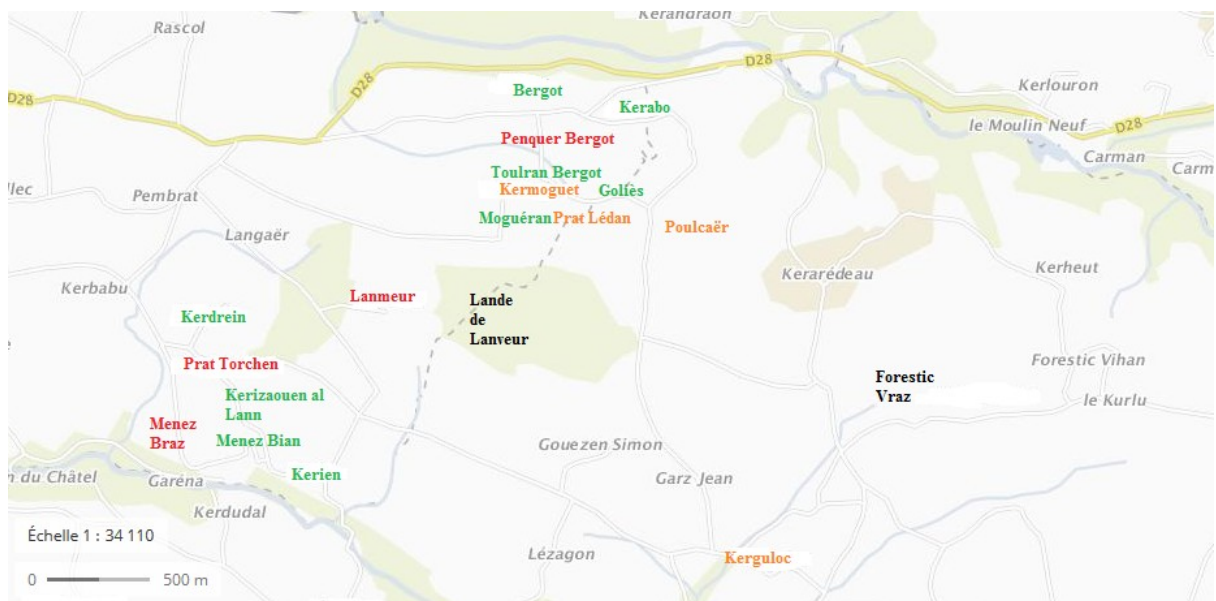 Kerandraon
Rascol
D28
D28
Bergot
Kerlouron
D28
Kerabo
le Moulin Neuf
D28
Penquer Bergot
Carman
Carm
Toulran Bergot
llec
Pembrat
Kermoguet
Golfès
Moguéran
Prat Lédan
Poulcaër
Langaër
Kerarédeau
Kerheut
Kerbabu
Lanmeur
Lande
de
Lanveur
Kerdrein
Prat Torchen
Forestic Vihan
Forestic
Vraz
Kerizaouen al
Lann
le Kurlu
Menez
Braz
Menez Bian
Gouezen Simon
Kerien
n du Châtel
Garéna
Garz Jean
Kerdudal
Échelle 1 : 34 110
Lézagon
Kerguloc
0
500 m